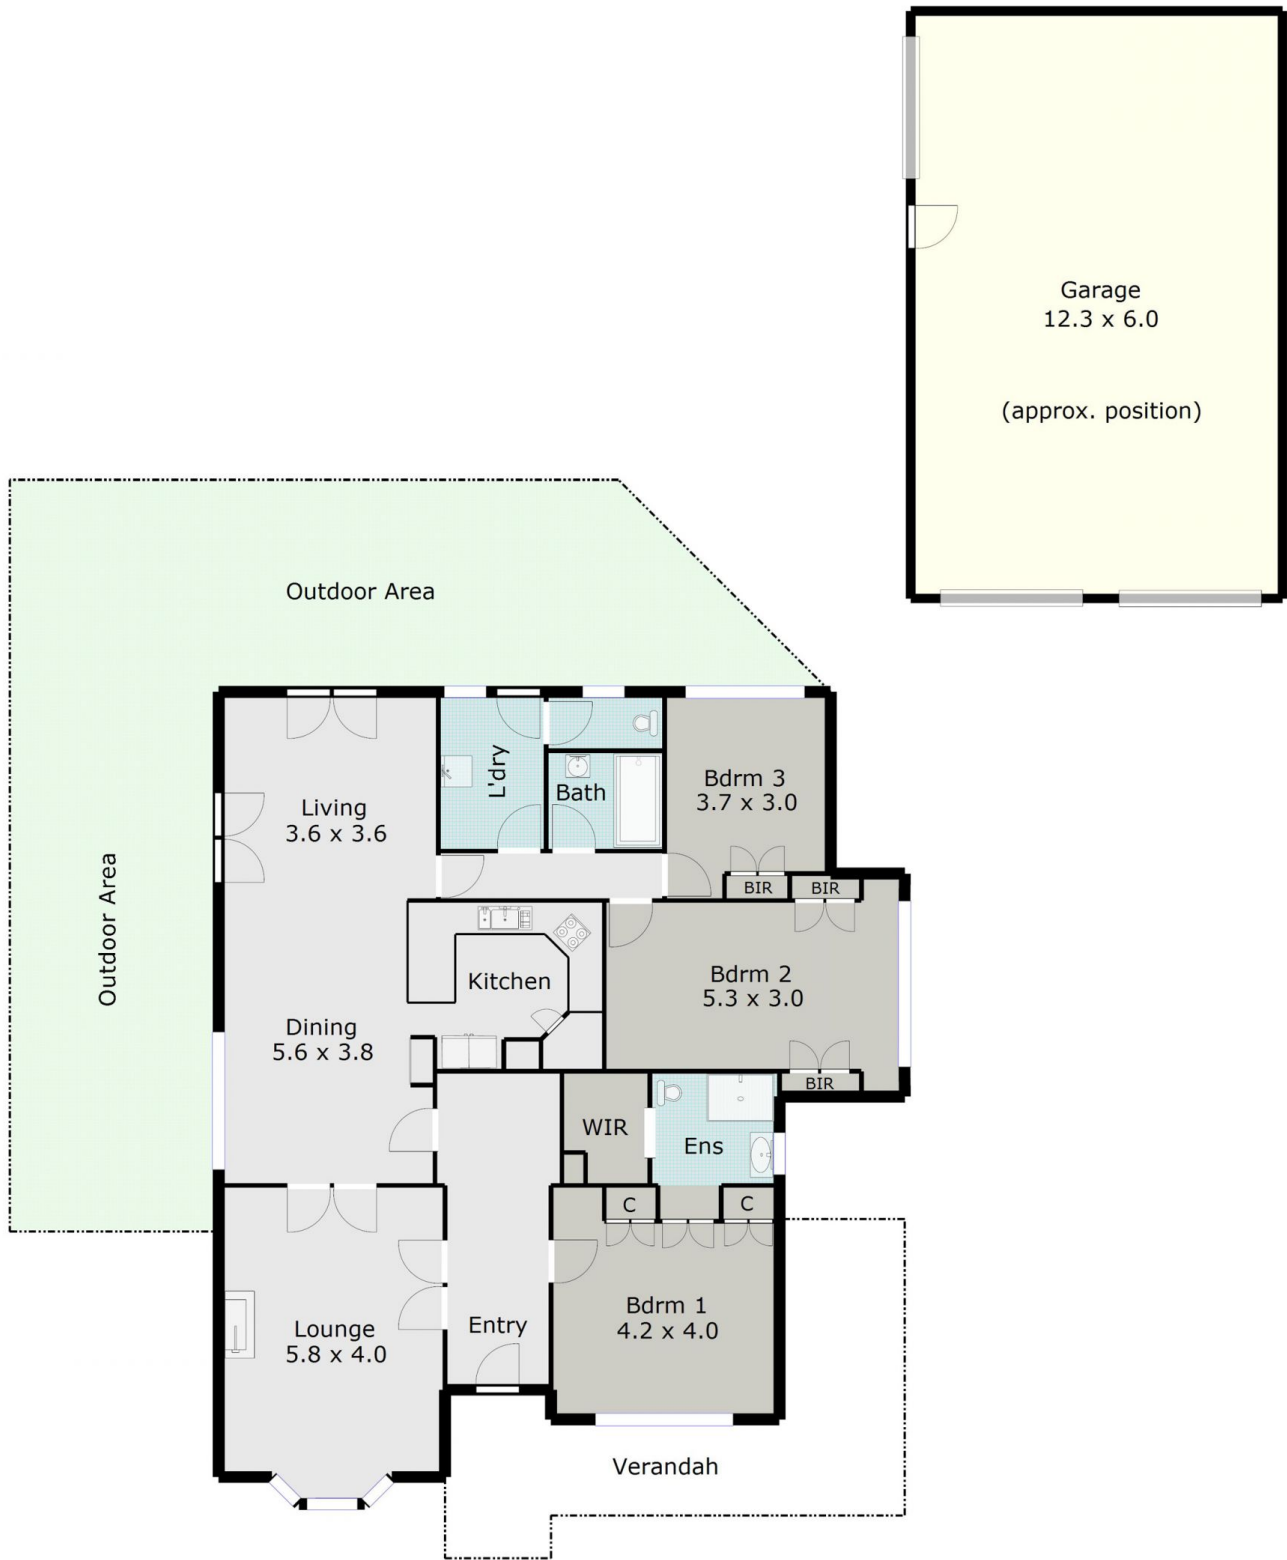 Garage
12.3 x 6.0
(approx. position)
Outdoor Area
Outdoor Area
Living
3.6 x 3.6
L'dry
Bath
Bdrm 3
3.7 x 3.0
BIR
BIR
Kitchen
Bdrm 2
5.3 x 3.0
BIR
Dining
5.6 x 3.8
WIR
Ens
C
C
Lounge
5.8 x 4.0
Entry
Bdrm 1
4.2 x 4.0
Verandah